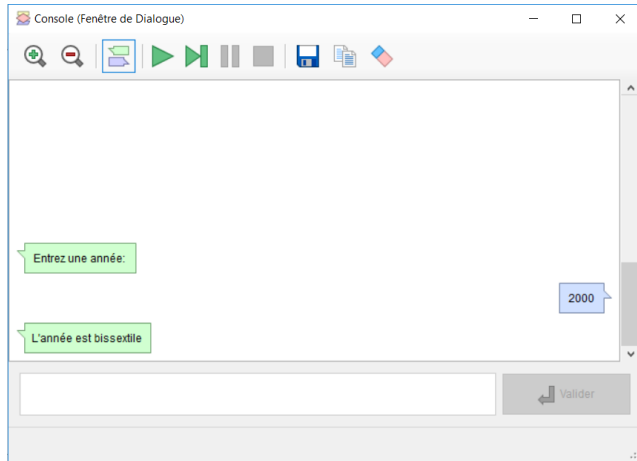 Console (Fenêtre de Dialogue)
Entrez une année:
2000
L'année est bissextile
Valider